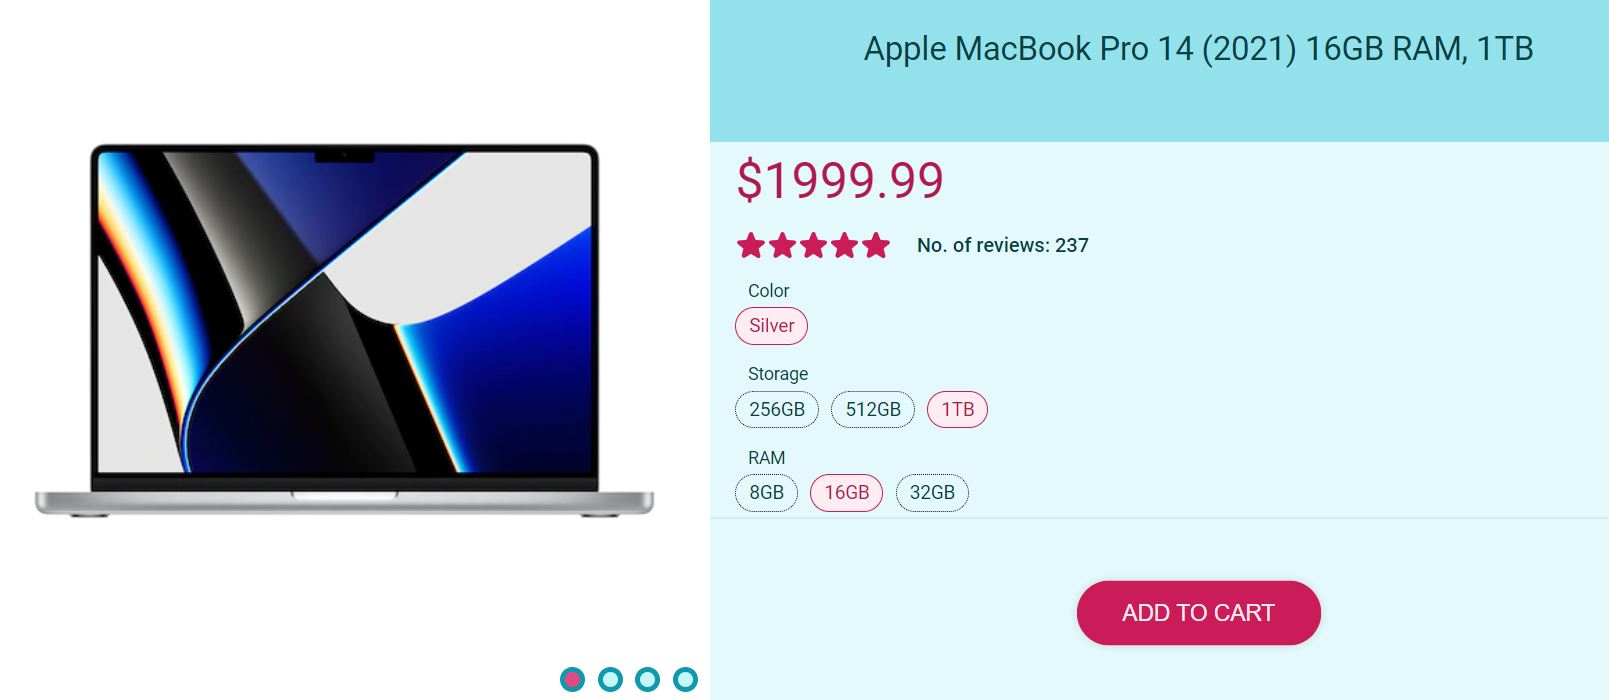 Apple MacBook Pro 14 (2021) 16GB RAM, 1TB
$1999.99
No. of reviews: 237
Color
Silver
Storage
256GB 512GB 1TB
RAM
8GB 16GB 32GB
ADD TO CART